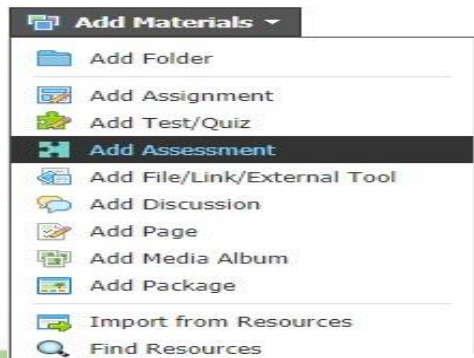 Add Materials
Add Folder
Add Assignment
Add Test/Quiz
Add Assessment
Add File/Link/External Tool
Add Discussion
Add Page
Add Media Album
Add Package
Import from Resources
Find Resources